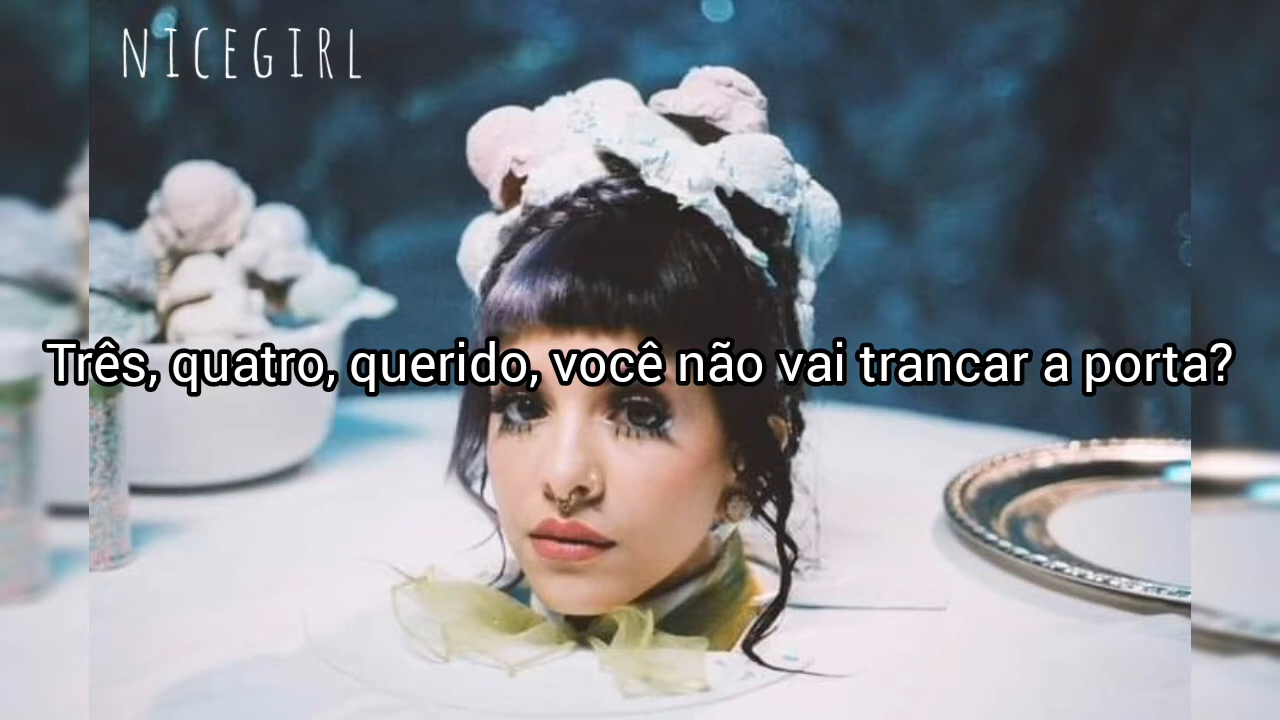 NICEGIRL
Três, quatro, querido, você não vai trancar a porta?